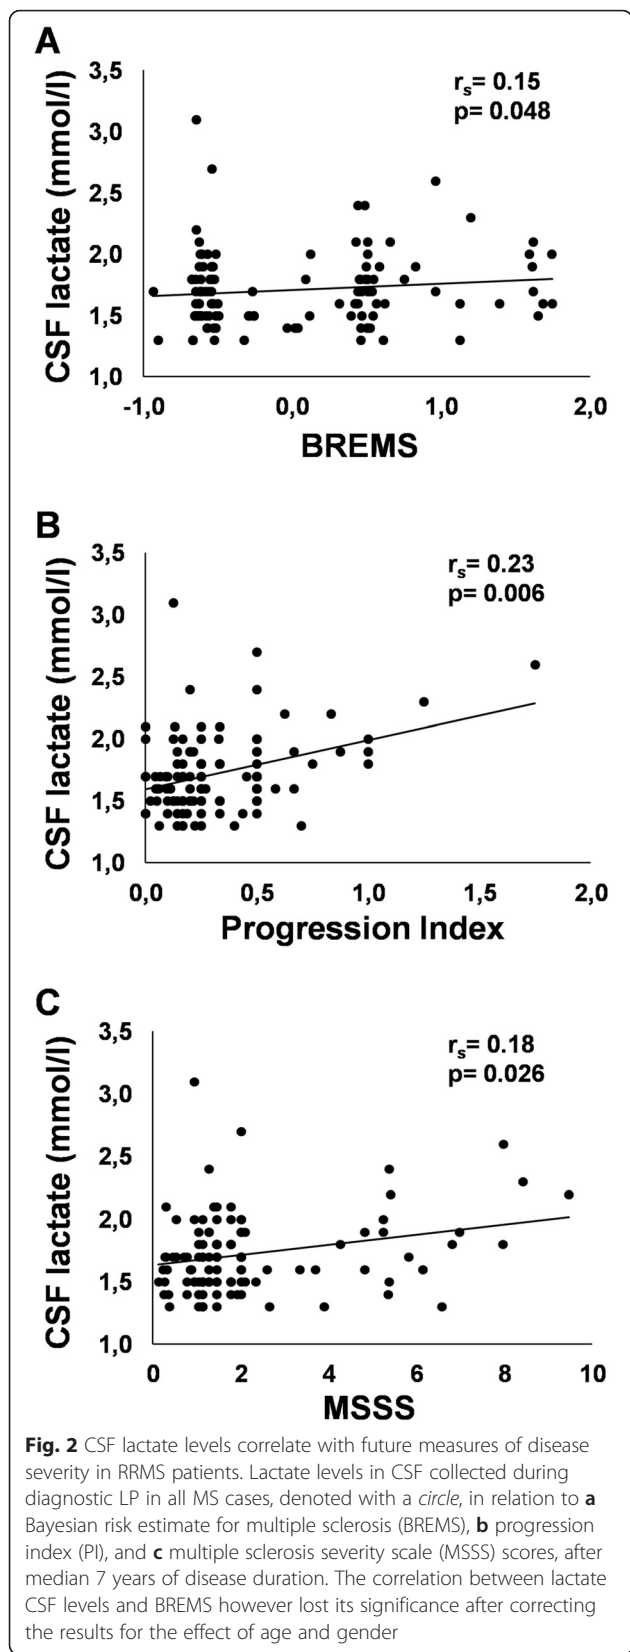 A
CSF lactate (mmol/l)
3,5
3,0
2,5
2,0
1,5
1,0
rs= 0.15
p= 0.048
-1,0 0,0 1,0 2,0
BREMS
B
CSF lactate (mmol/l)
3,5
3,0
2,5
2,0
1,5
1,0
rs= 0.23
p= 0.006
0,0 0,5 1,0 1,5 2,0
Progression Index
C
CSF lactate (mmol/l)
3,5
3,0
2,5
2,0
1,5
1,0
rs= 0.18
p= 0.026
0 2 4 6 8 10
MSSS
Fig. 2 CSF lactate levels correlate with future measures of disease
severity in RRMS patients. Lactate levels in CSF collected during
diagnostic LP in all MS cases, denoted with a circle, in relation to a
Bayesian risk estimate for multiple sclerosis (BREMS), b progression
index (PI), and c multiple sclerosis severity scale (MSSS) scores, after
median 7 years of disease duration. The correlation between lactate
CSF levels and BREMS however lost its significance after correcting
the results for the effect of age and gender